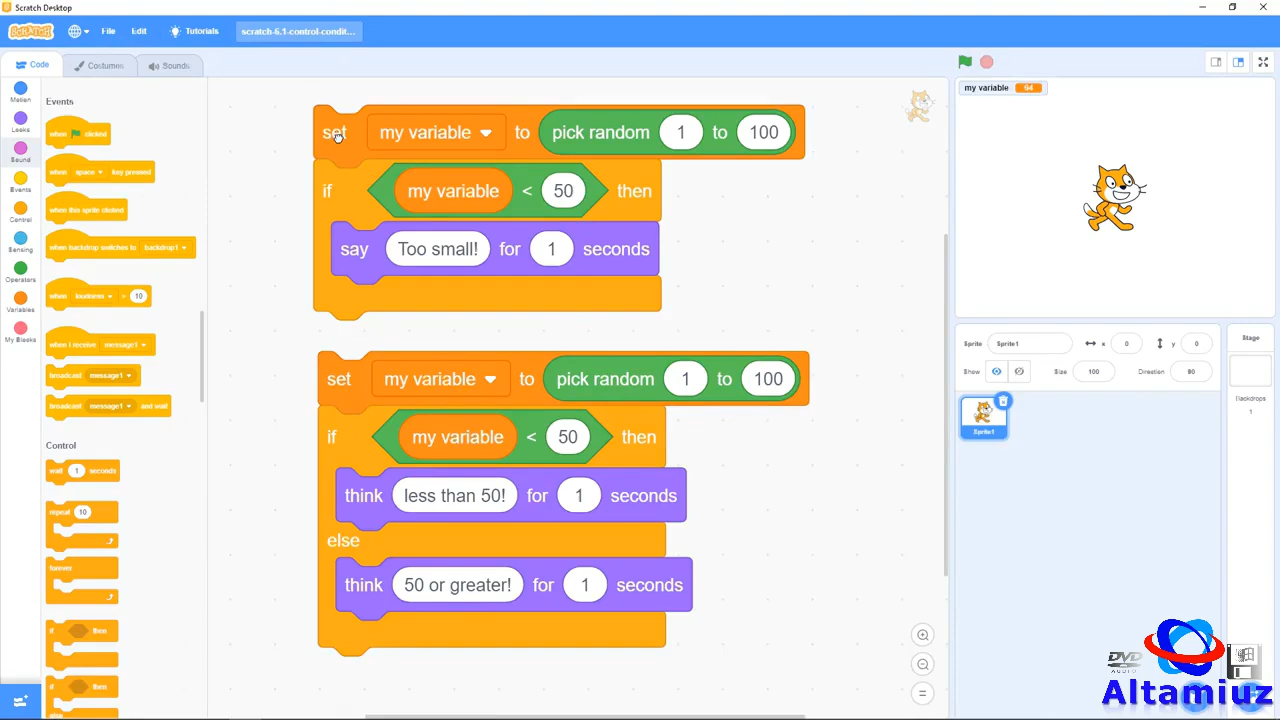 Scratch Desktop
SCRATCH
File
Edit
Tutorials
scratch-6.1-control-condit...
Code
Costumes
Sounds
Motion
Looks
Sound
Events
Control
Sensing
Operators
Variables
My Blocks
Events
when clicked
when space key pressed
when this sprite clicked
when backdrop switches to backdrop1
when loudness > 10
when I receive message1
broadcast message1
broadcast message1 and wait
Control
wait 1 seconds
repeat 10
forever
if then
if then
else
set my variable to pick random 1 to 100
if my variable < 50 then
say Too small! for 1 seconds
set my variable to pick random 1 to 100
if my variable < 50 then
think less than 50! for 1 seconds
else
think 50 or greater! for 1 seconds
my variable 94
Sprite Sprite1 x 0 y 0
Show Size 100 Direction 90
Sprite1
Stage
Backdrops
1
DVD
AUDIO
Altamiuz